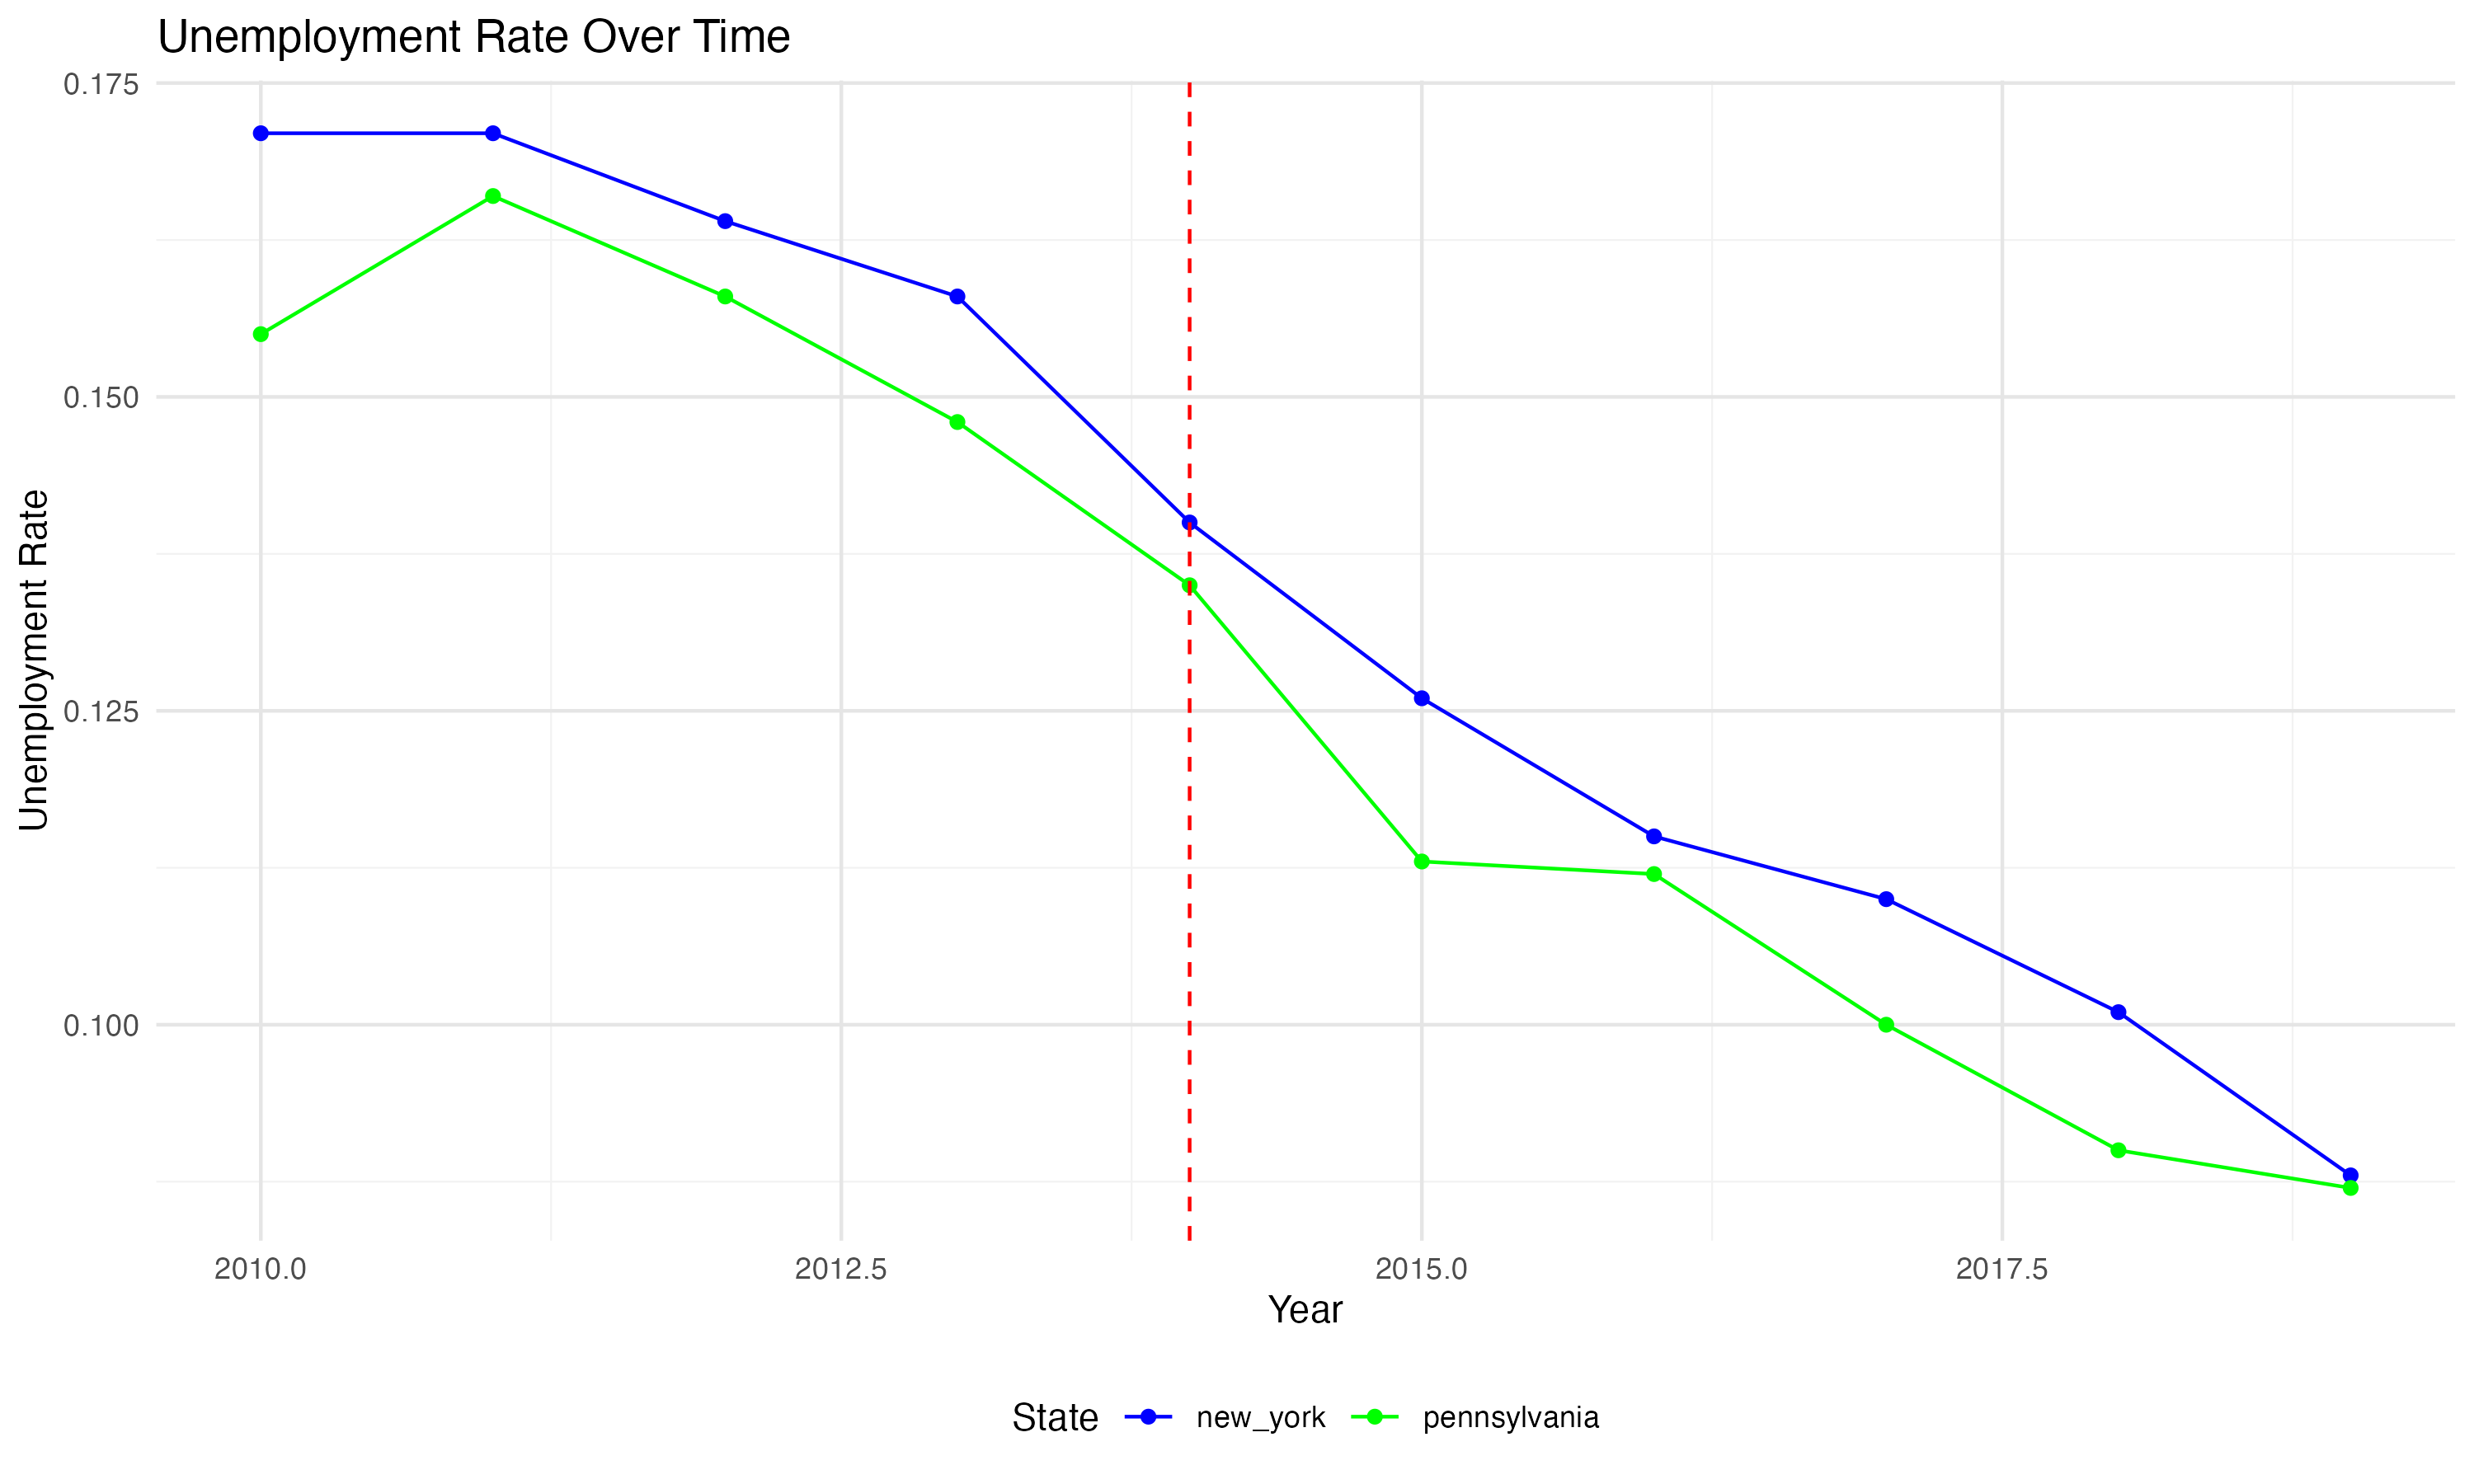 Unemployment Rate Over Time
0.175
0.150
0.125
0.100
Unemployment Rate
2010.0 2012.5 2015.0 2017.5
Year
State new_york pennsylvania